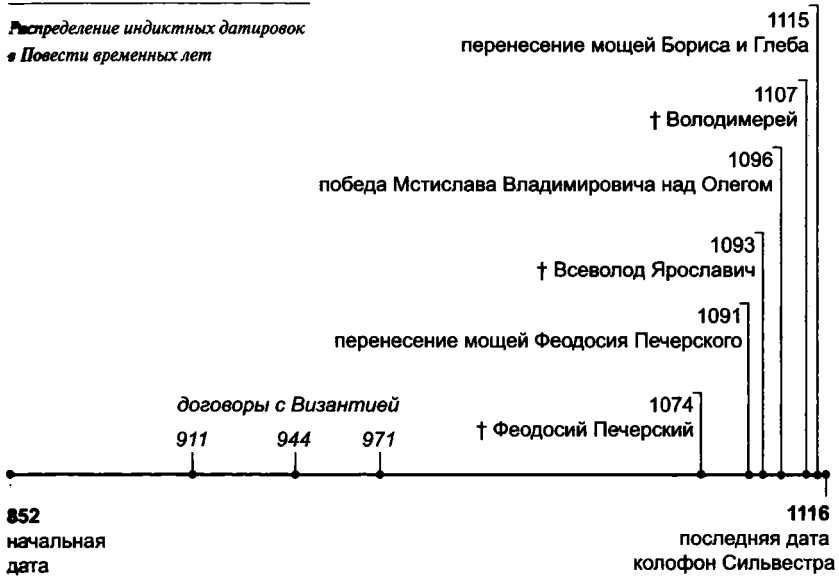 Распределение индиктных датировок
в Повести временных лет
1115
перенесение мощей Бориса и Глеба
1107
† Володимерей
1096
победа Мстислава Владимировича над Олегом
1093
† Всеволод Ярославич
1091
перенесение мощей Феодосия Печерского
1074
† Феодосий Печерский
договоры с Византией
911 944 971
852
начальная
дата
1116
последняя дата
колофон Сильвестра